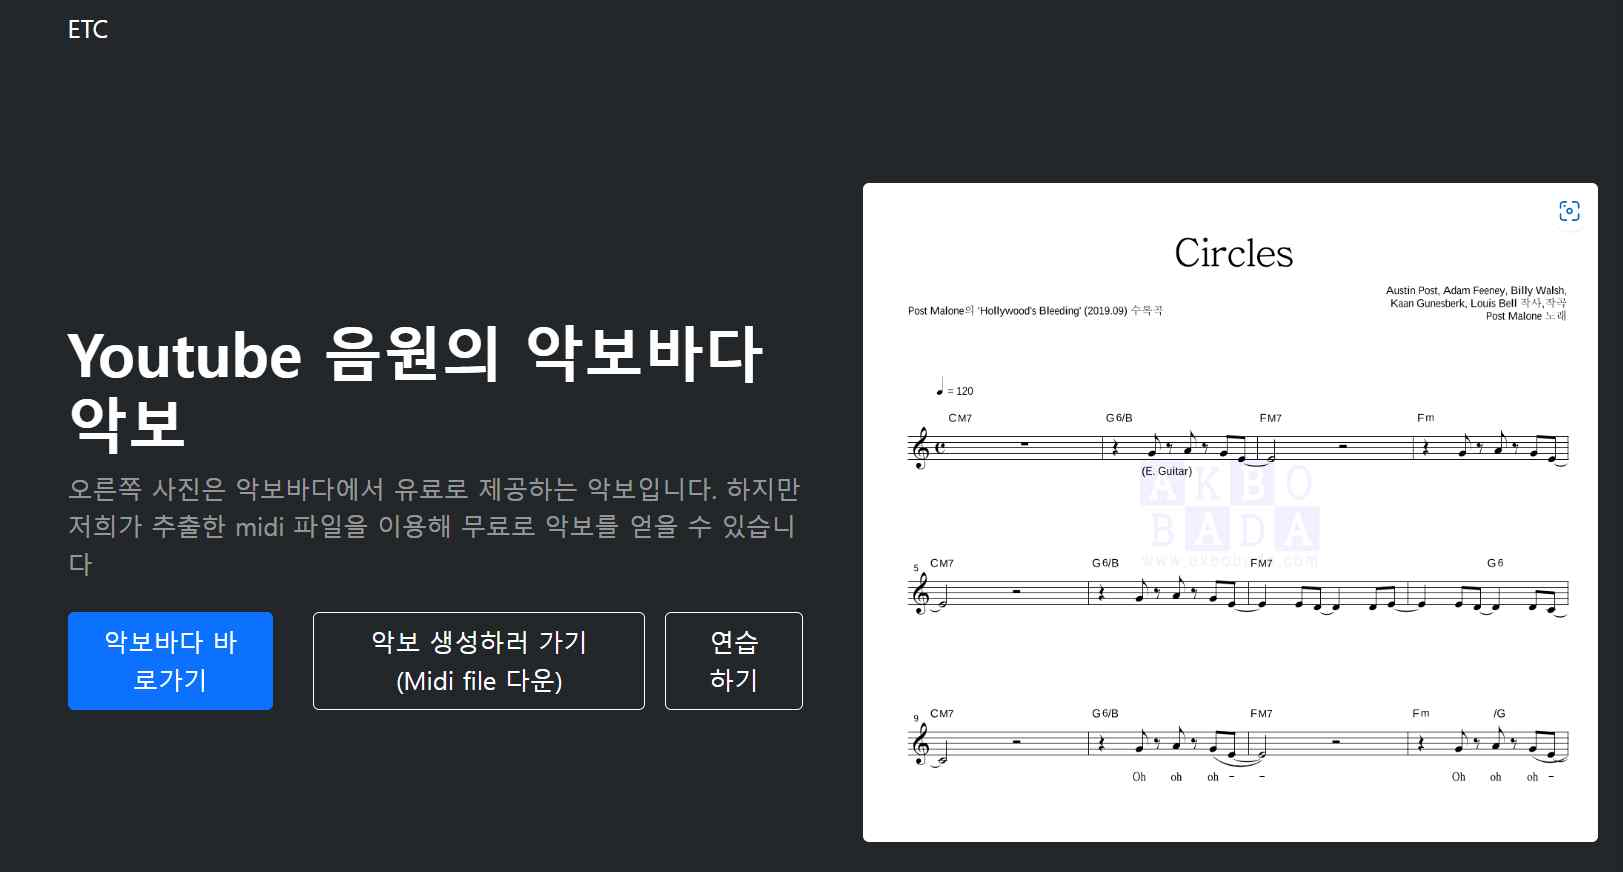 ETC
Youtube 음원의 악보바다
악보
오른쪽 사진은 악보바다에서 유료로 제공하는 악보입니다. 하지만
저희가 추출한 midi 파일을 이용해 무료로 악보를 얻을 수 있습니
다
악보바다 바
로가기
악보 생성하러 가기
(Midi file 다운)
연습
하기
Circles
Austin Post, Adam Feeney, Billy Walsh,
Kaan Gunesberk, Louis Bell 작사,작곡
Post Malone 노래
Post Malone의 'Hollywood's Bleeding' (2019.09) 수록곡
= 120
CM7 G6/B FM7 Fm
(E. Guitar)
AKBO
BADA
www.akbobada.com
5
CM7 G6/B FM7 G6
9
CM7 G6/B FM7 Fm /G
Oh oh oh - - Oh oh oh -